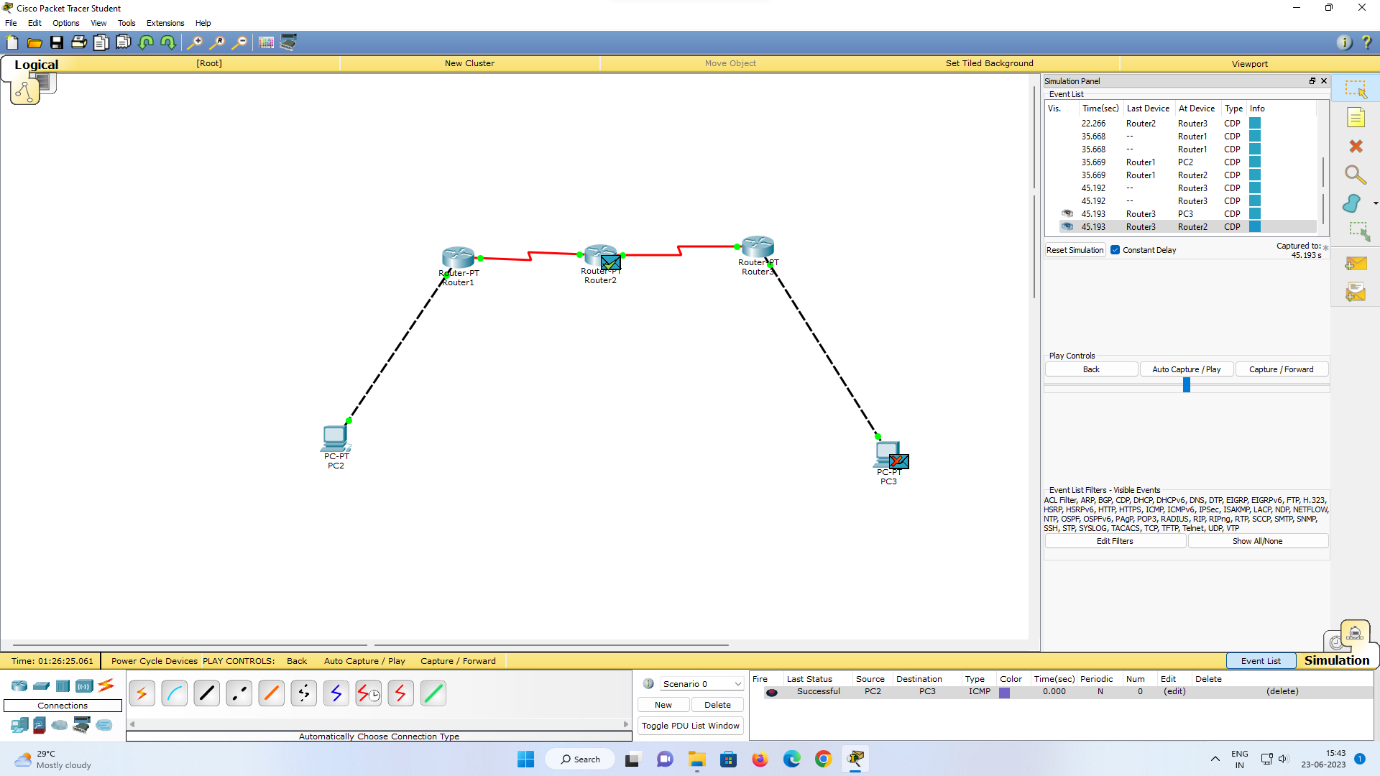 Cisco Packet Tracer Student
File Edit Options View Tools Extensions Help
Logical [Root] New Cluster Move Object Set Tiled Background Viewport
Simulation Panel
Event List
Vis. Time(sec) Last Device At Device Type Info
22.266 Router2 Router3 CDP
35.668 -- Router1 CDP
35.668 -- Router1 CDP
35.669 Router1 PC2 CDP
35.669 Router1 Router2 CDP
45.192 -- Router3 CDP
45.192 -- Router3 CDP
45.193 Router3 PC3 CDP
45.193 Router3 Router2 CDP
Reset Simulation Constant Delay Captured to:
45.193 s
Router-PT
Router1
Router-PT
Router2
Router-PT
Router3
PC-PT
PC2
PC-PT
PC3
Play Controls
Back Auto Capture / Play Capture / Forward
Event List Filters - Visible Events
ACL Filter, ARP, BGP, CDP, DHCP, DHCPv6, DNS, DTP, EIGRP, EIGRPv6, FTP, H.323,
HSRP, HSRPv6, HTTP, HTTPS, ICMP, ICMPv6, IPSec, ISAKMP, LACP, NDP, NETFLOW,
NTP, OSPF, OSPFv6, PAgP, POP3, RADIUS, RIP, RIPng, RTP, SCCP, SMTP, SNMP,
SSH, STP, SYSLOG, TACACS, TCP, TFTP, Telnet, UDP, VTP
Edit Filters Show All/None
Time: 01:26:25.061 Power Cycle Devices PLAY CONTROLS: Back Auto Capture / Play Capture / Forward Event List Simulation
Connections
Automatically Choose Connection Type
Scenario 0
New Delete
Toggle PDU List Window
Fire Last Status Source Destination Type Color Time(sec) Periodic Num Edit Delete
Successful PC2 PC3 ICMP 0.000 N 0 (edit) (delete)
29°C
Mostly cloudy
Search
ENG
IN
15:43
23-06-2023
1